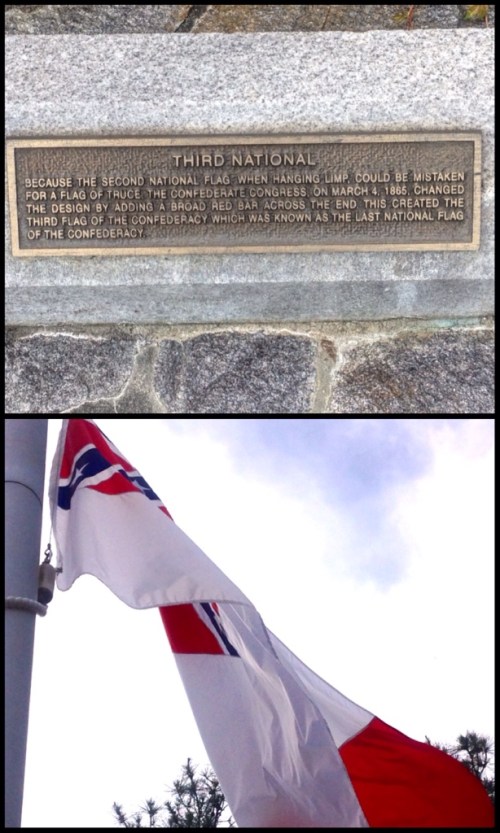 THIRD NATIONAL
BECAUSE THE SECOND NATIONAL FLAG, WHEN HANGING LIMP, COULD BE MISTAKEN
FOR A FLAG OF TRUCE, THE CONFEDERATE CONGRESS, ON MARCH 4, 1865, CHANGED
THE DESIGN BY ADDING A BROAD RED BAR ACROSS THE END. THIS CREATED THE
THIRD FLAG OF THE CONFEDERACY WHICH WAS KNOWN AS THE LAST NATIONAL FLAG
OF THE CONFEDERACY.